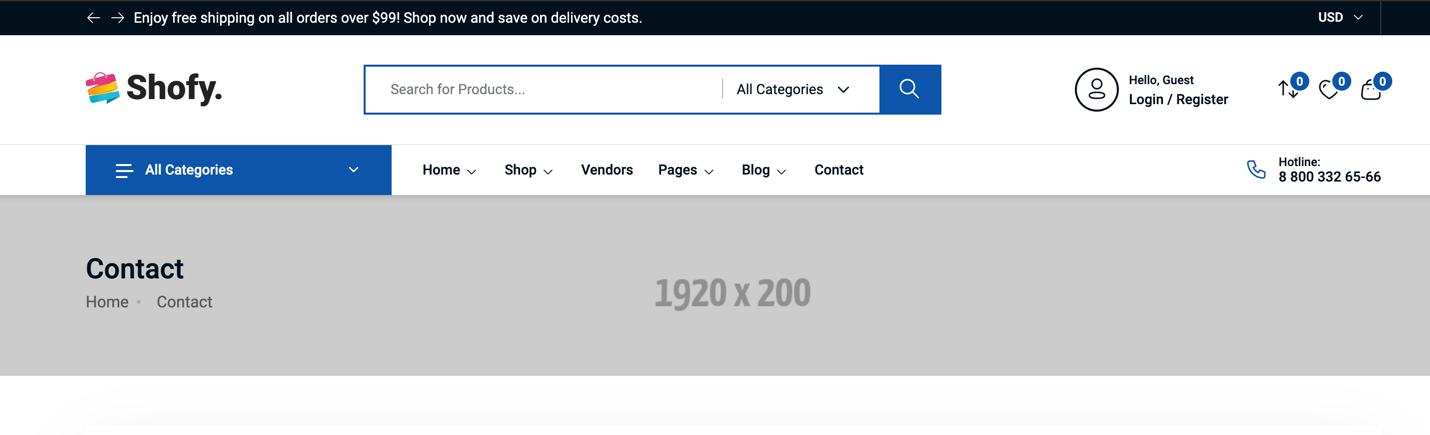 Enjoy free shipping on all orders over $99! Shop now and save on delivery costs.
USD
Shofy.
Search for Products...
All Categories
Hello, Guest
Login / Register
0
0
0
All Categories
Home
Shop
Vendors
Pages
Blog
Contact
Hotline:
8 800 332 65-66
Contact
Home
Contact
1920 x 200